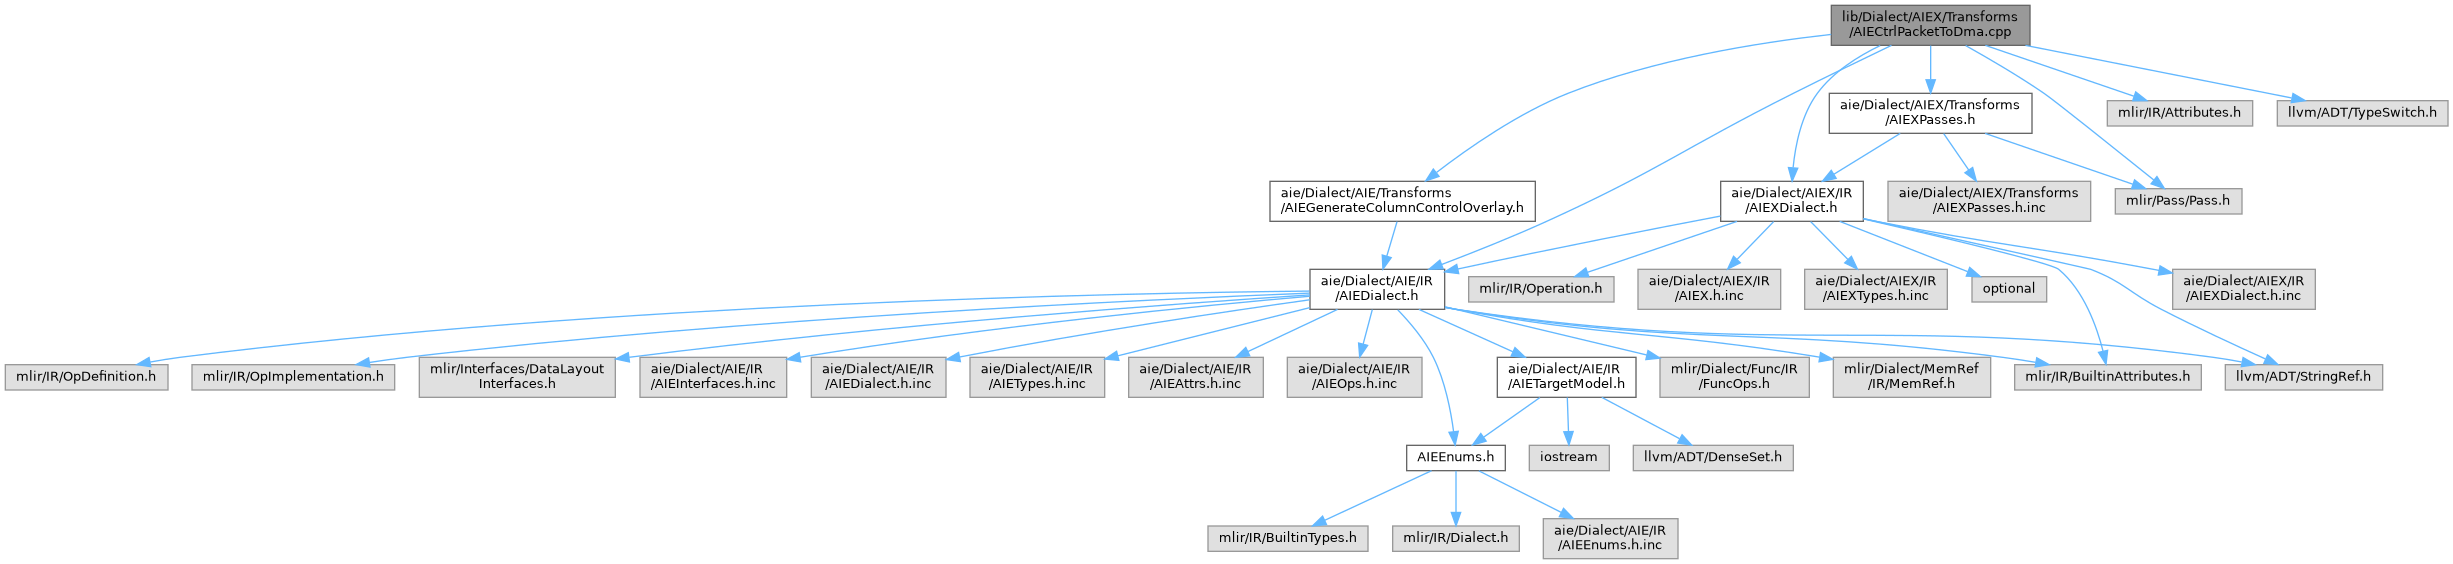 lib/Dialect/AIEX/Transforms
/AIECtrlPacketToDma.cpp
aie/Dialect/AIEX/Transforms
/AIEXPasses.h
mlir/IR/Attributes.h
llvm/ADT/TypeSwitch.h
aie/Dialect/AIE/Transforms
/AIEGenerateColumnControlOverlay.h
aie/Dialect/AIEX/IR
/AIEXDialect.h
aie/Dialect/AIEX/Transforms
/AIEXPasses.h.inc
mlir/Pass/Pass.h
aie/Dialect/AIE/IR
/AIEDialect.h
mlir/IR/Operation.h
aie/Dialect/AIEX/IR
/AIEX.h.inc
aie/Dialect/AIEX/IR
/AIEXTypes.h.inc
optional
aie/Dialect/AIEX/IR
/AIEXDialect.h.inc
mlir/IR/OpDefinition.h
mlir/IR/OpImplementation.h
mlir/Interfaces/DataLayout
Interfaces.h
aie/Dialect/AIE/IR
/AIEInterfaces.h.inc
aie/Dialect/AIE/IR
/AIEDialect.h.inc
aie/Dialect/AIE/IR
/AIETypes.h.inc
aie/Dialect/AIE/IR
/AIEAttrs.h.inc
aie/Dialect/AIE/IR
/AIEOps.h.inc
aie/Dialect/AIE/IR
/AIETargetModel.h
mlir/Dialect/Func/IR
/FuncOps.h
mlir/Dialect/MemRef
/IR/MemRef.h
mlir/IR/BuiltinAttributes.h
llvm/ADT/StringRef.h
AIEEnums.h
iostream
llvm/ADT/DenseSet.h
mlir/IR/BuiltinTypes.h
mlir/IR/Dialect.h
aie/Dialect/AIE/IR
/AIEEnums.h.inc